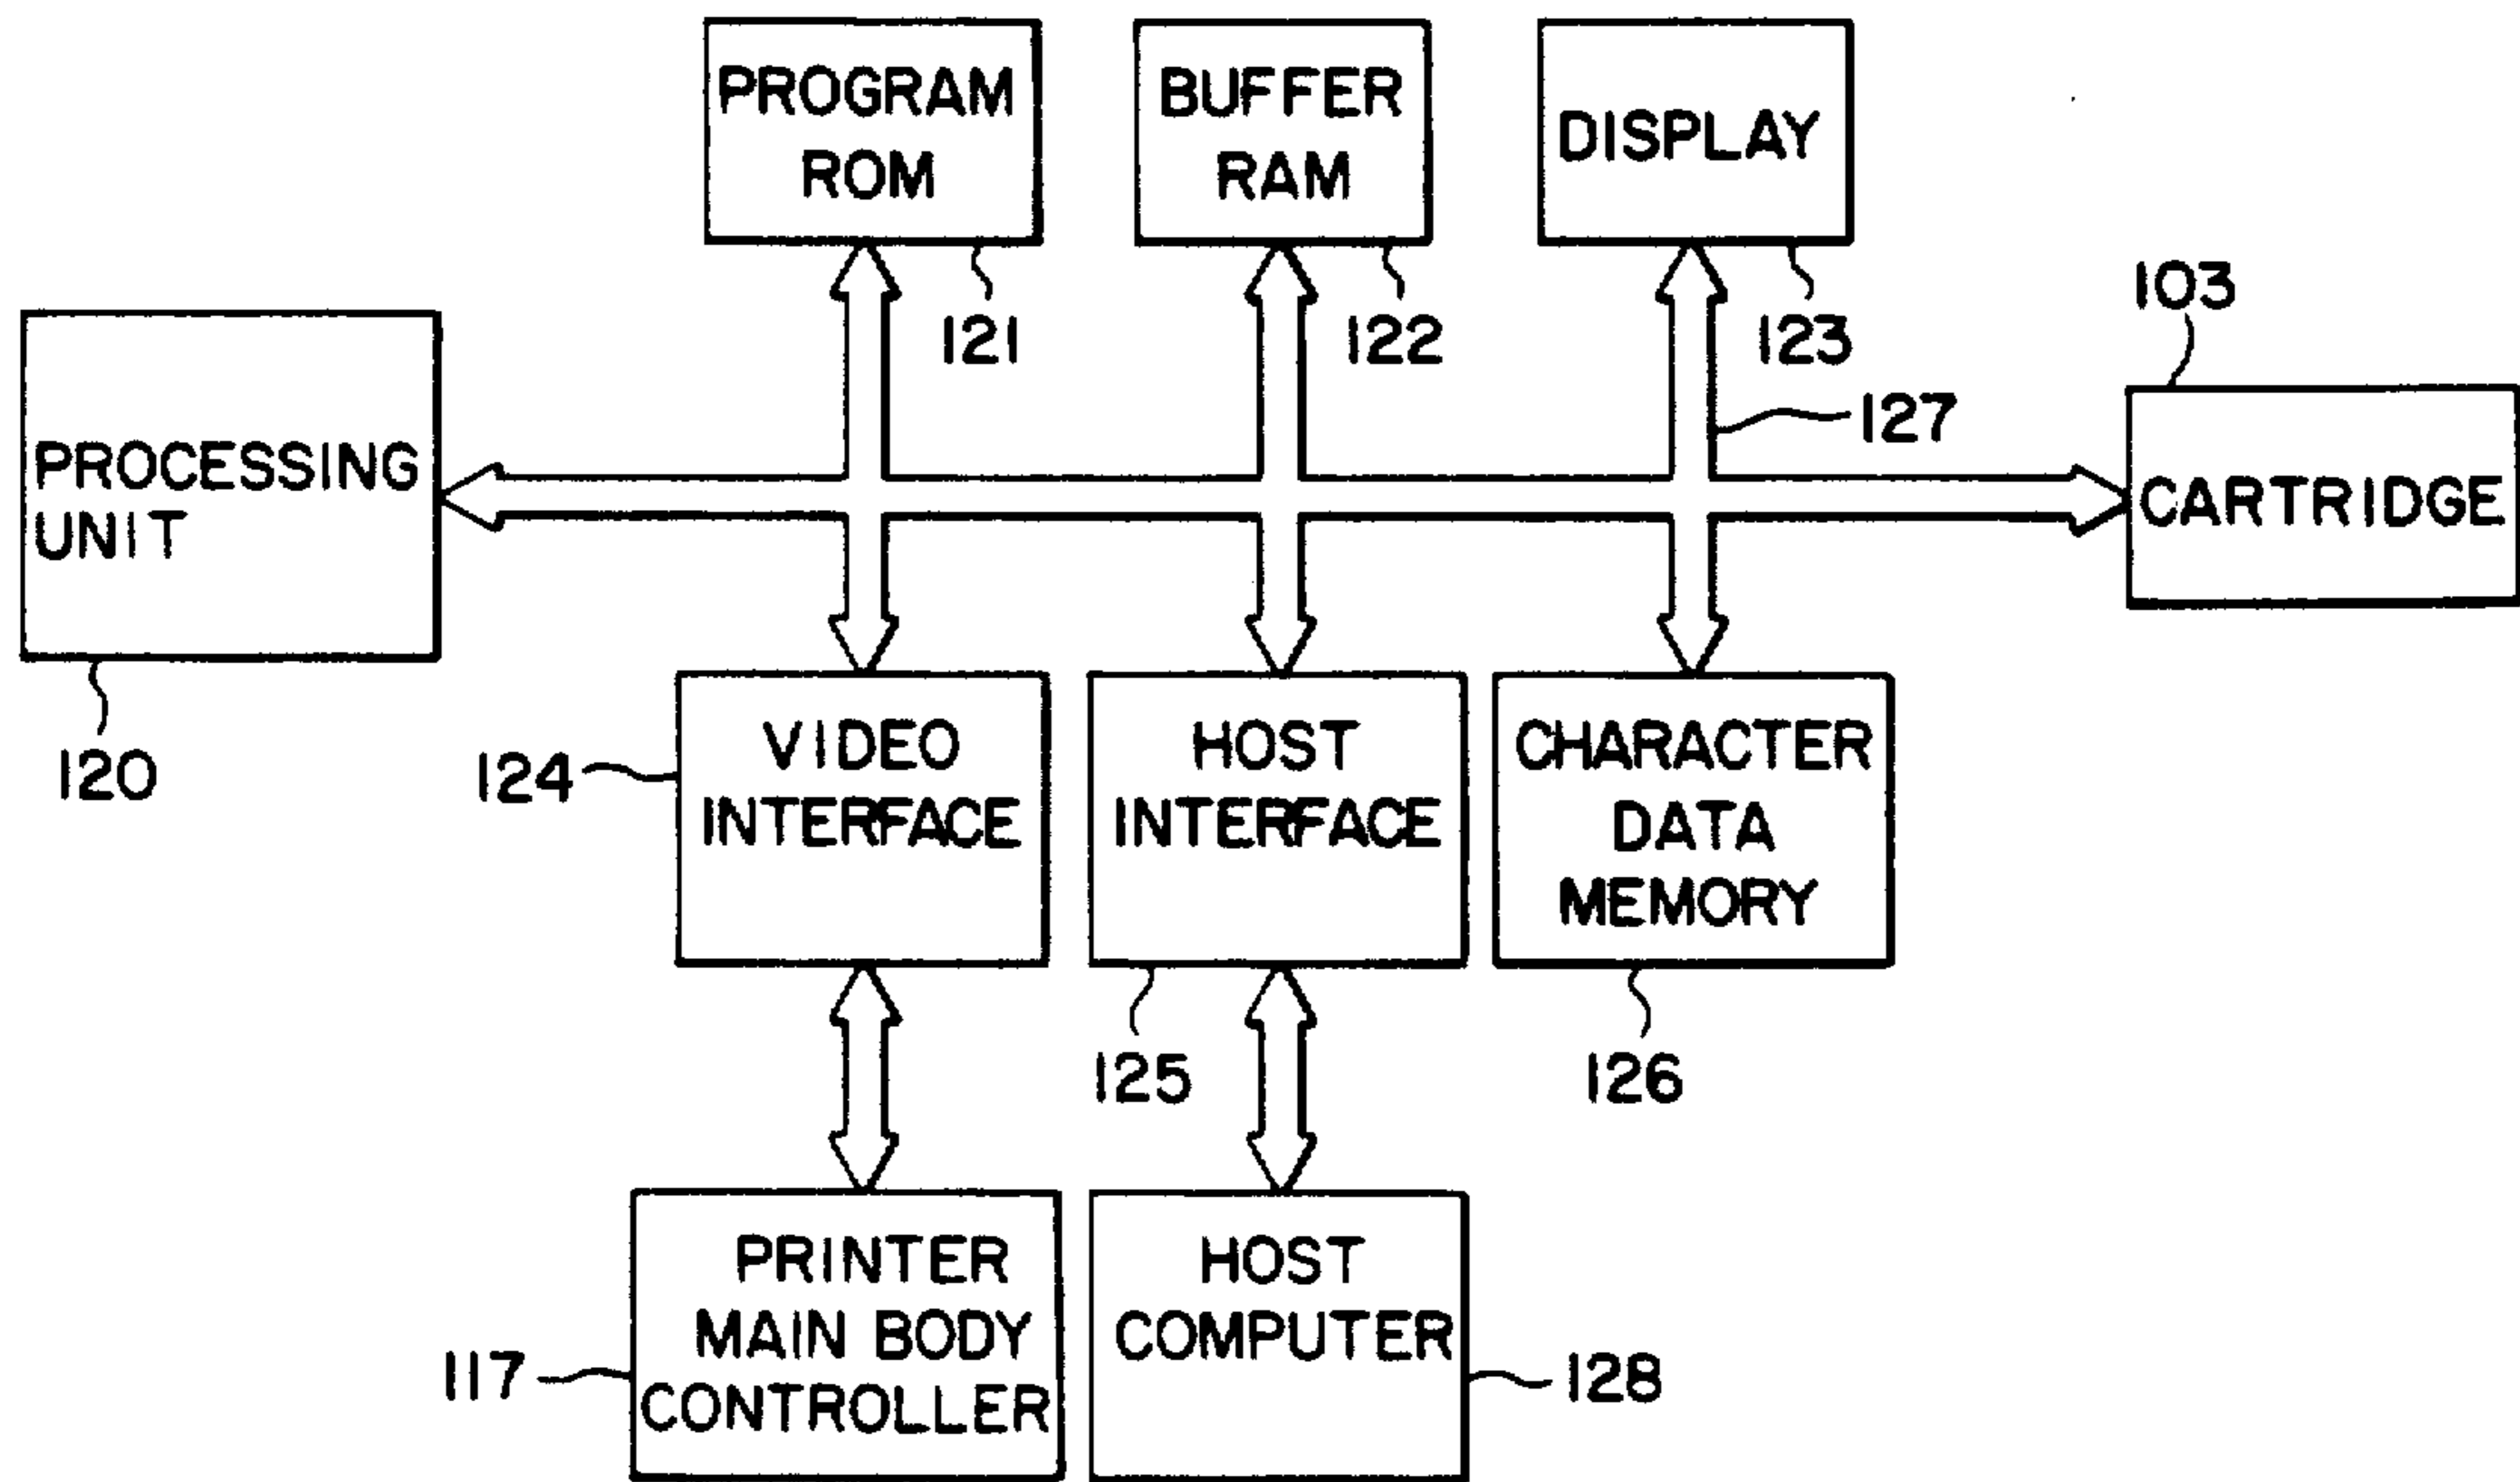 PROGRAM
ROM
121
BUFFER
RAM
122
DISPLAY
123
103
127
PROCESSING
UNIT
120
CARTRIDGE
124
VIDEO
INTERFACE
HOST
INTERFACE
125
CHARACTER
DATA
MEMORY
126
117
PRINTER
MAIN BODY
CONTROLLER
HOST
COMPUTER
128